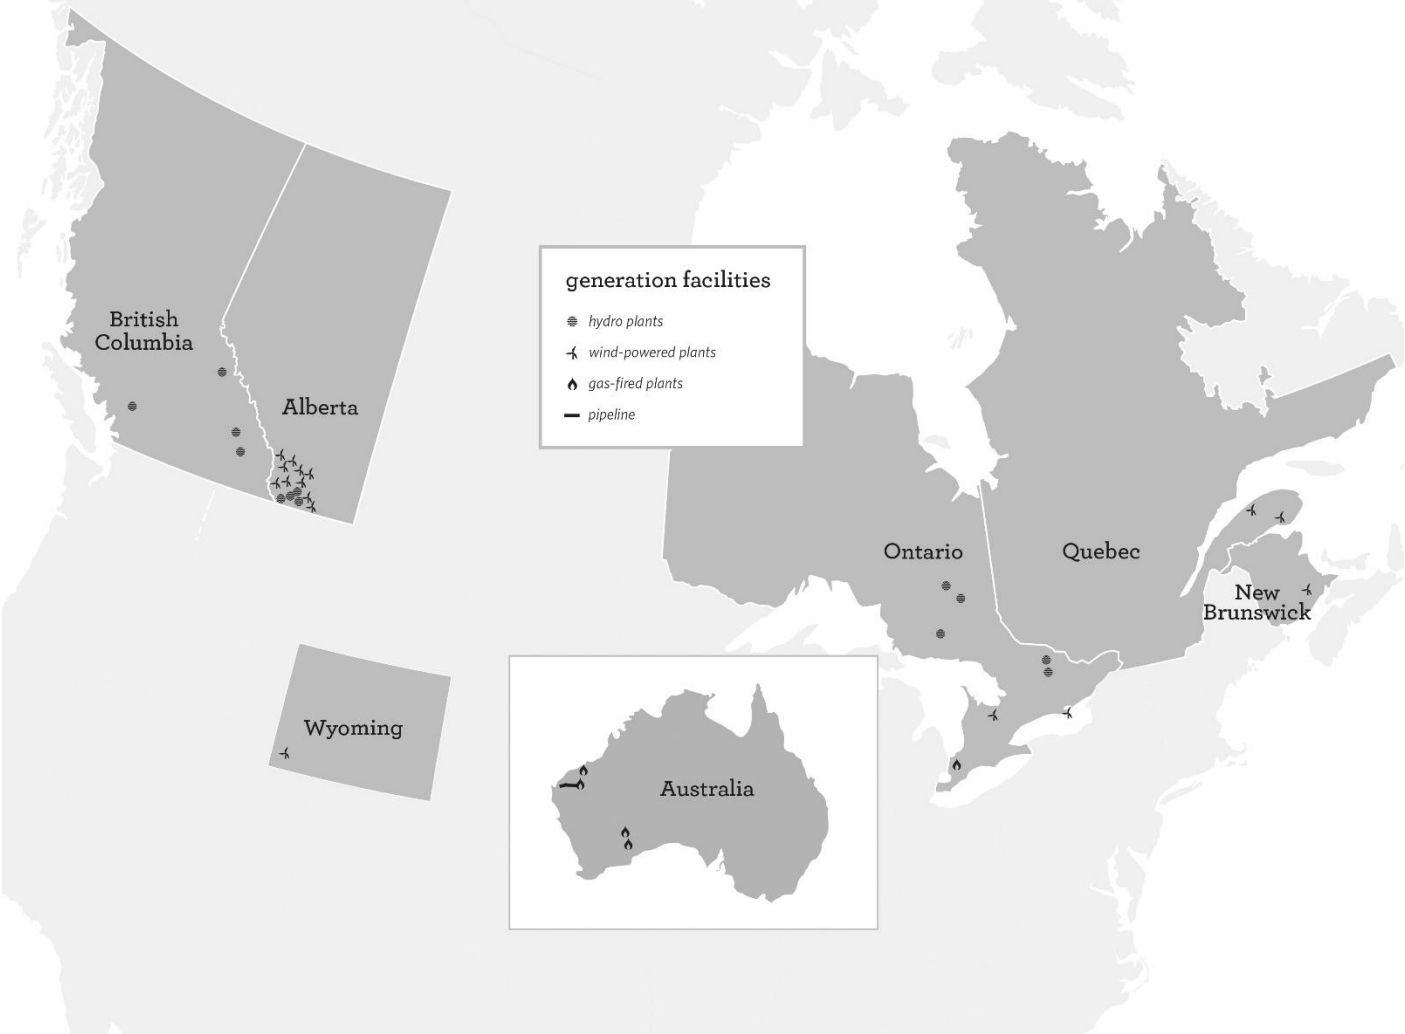 generation facilities
hydro plants
wind-powered plants
gas-fired plants
pipeline
British
Columbia
Alberta
Ontario
Quebec
New
Brunswick
Wyoming
Australia